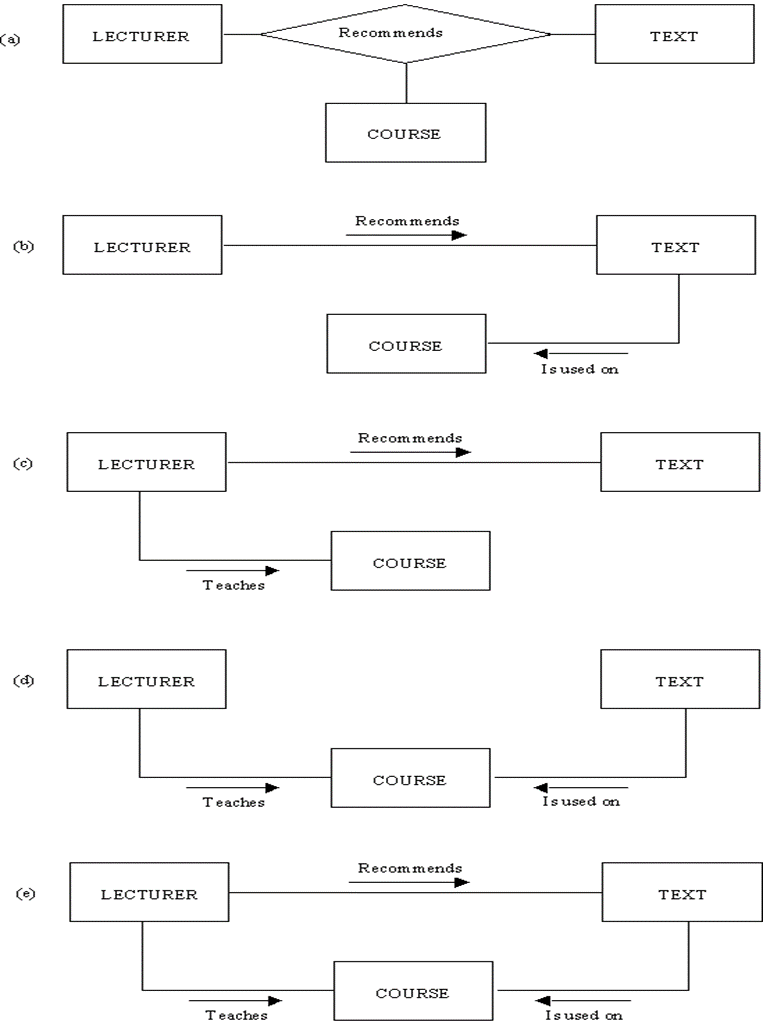 (a)
LECTURER
Recommends
TEXT
COURSE
(b)
Recommends
LECTURER
TEXT
COURSE
Is used on
(c)
Recommends
LECTURER
TEXT
COURSE
Teaches
(d)
LECTURER
TEXT
COURSE
Teaches
Is used on
(e)
Recommends
LECTURER
TEXT
COURSE
Teaches
Is used on